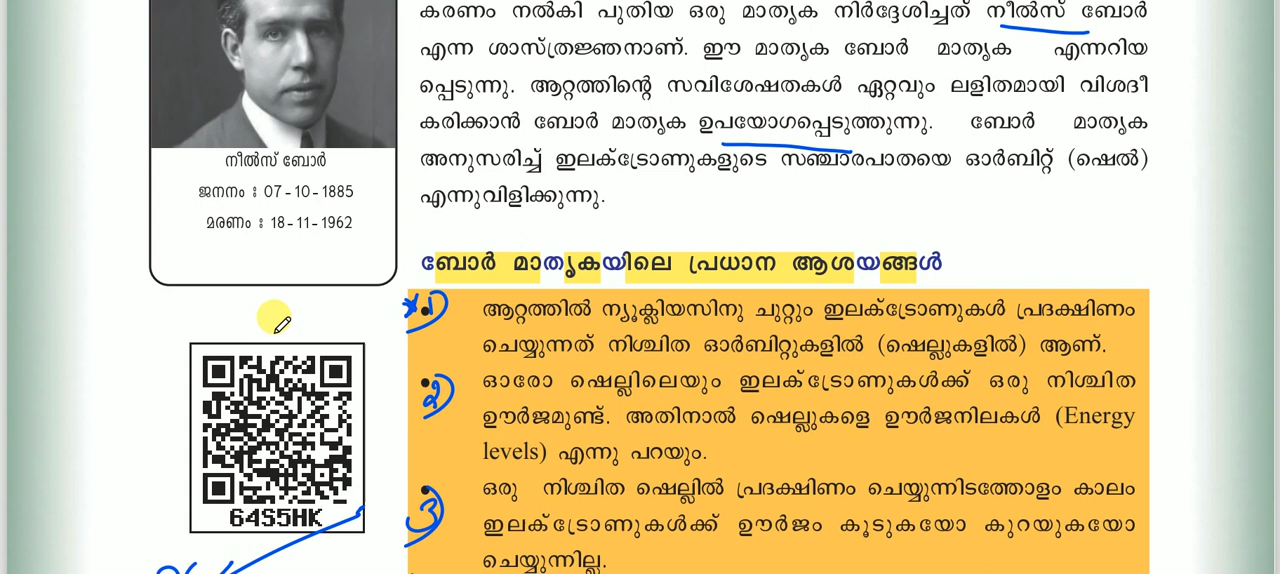 കരണം നൽകി പുതിയ ഒരു മാതൃക നിർദ്ദേശിച്ചത് നീൽസ് ബോർ
എന്ന ശാസ്ത്രജ്ഞനാണ്. ഈ മാതൃക ബോർ മാതൃക എന്നറിയ
പ്പെടുന്നു. ആറ്റത്തിന്റെ സവിശേഷതകൾ ഏറ്റവും ലളിതമായി വിശദീ
കരിക്കാൻ ബോർ മാതൃക ഉപയോഗപ്പെടുത്തുന്നു. ബോർ മാതൃക
അനുസരിച്ച് ഇലക്ട്രോണുകളുടെ സഞ്ചാരപാതയെ ഓർബിറ്റ് (ഷെൽ)
എന്നുവിളിക്കുന്നു.
നീൽസ് ബോർ
ജനനം : 07-10-1885
മരണം : 18-11-1962
ബോർ മാതൃകയിലെ പ്രധാന ആശയങ്ങൾ
1) ആറ്റത്തിൽ ന്യൂക്ലിയസിനു ചുറ്റും ഇലക്ട്രോണുകൾ പ്രദക്ഷിണം
ചെയ്യുന്നത് നിശ്ചിത ഓർബിറ്റുകളിൽ (ഷെല്ലുകളിൽ) ആണ്.
2) ഓരോ ഷെല്ലിലെയും ഇലക്ട്രോണുകൾക്ക് ഒരു നിശ്ചിത
ഊർജമുണ്ട്. അതിനാൽ ഷെല്ലുകളെ ഊർജനിലകൾ (Energy
levels) എന്നു പറയും.
3) ഒരു നിശ്ചിത ഷെല്ലിൽ പ്രദക്ഷിണം ചെയ്യുന്നിടത്തോളം കാലം
ഇലക്ട്രോണുകൾക്ക് ഊർജം കൂടുകയോ കുറയുകയോ
ചെയ്യുന്നില്ല.
64S5HK